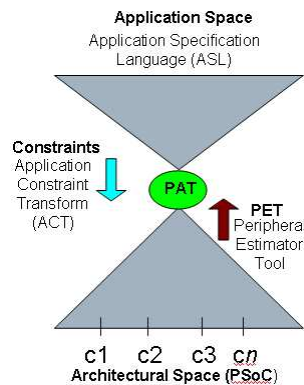 Application Space
Application Specification
Language (ASL)
Constraints
Application
Constraint
Transform
(ACT)
PAT
PET
Peripheral
Estimator
Tool
c1 c2 c3 cn
Architectural Space (PSoC)